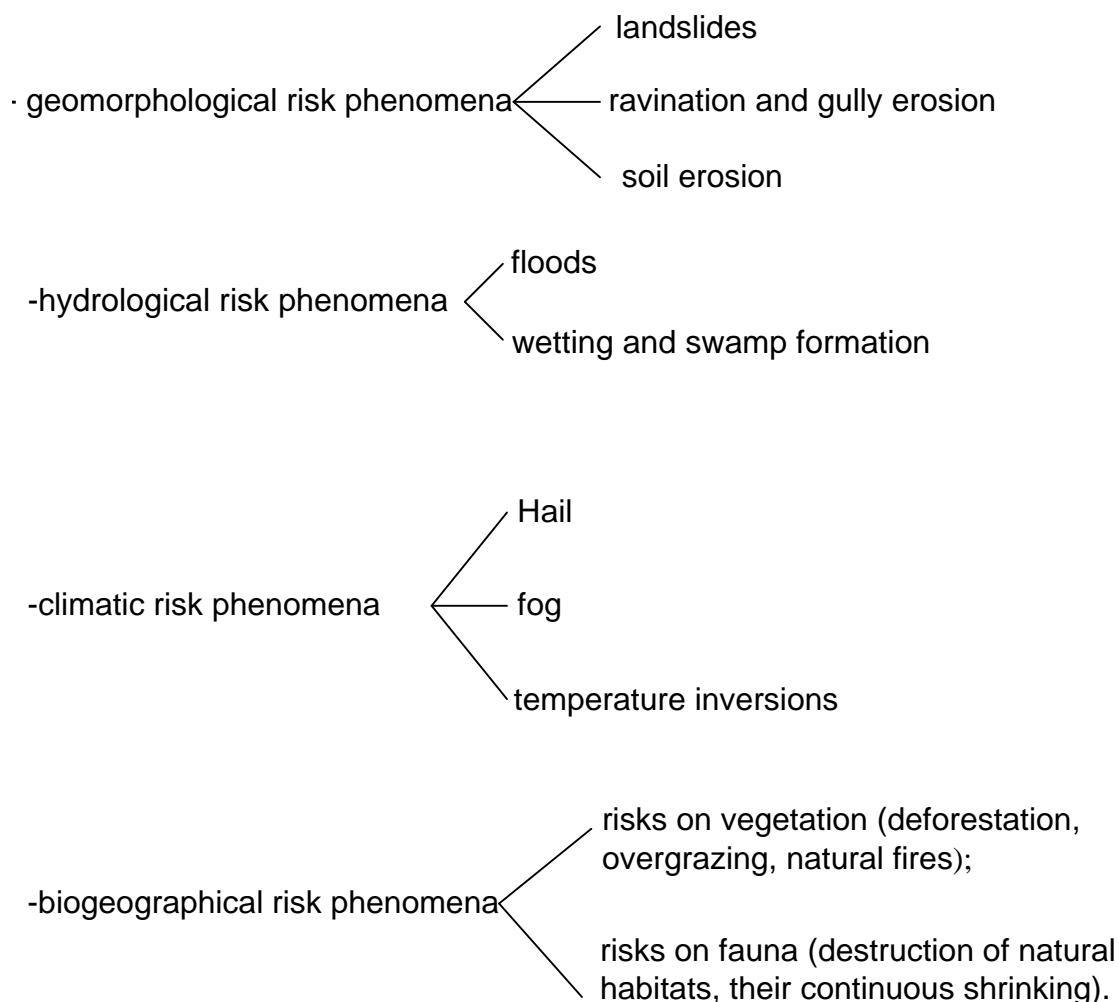 landslides
· geomorphological risk phenomena
ravination and gully erosion
soil erosion
floods
-hydrological risk phenomena
wetting and swamp formation
Hail
-climatic risk phenomena
fog
temperature inversions
risks on vegetation (deforestation,
overgrazing, natural fires);
-biogeographical risk phenomena
risks on fauna (destruction of natural
habitats, their continuous shrinking).